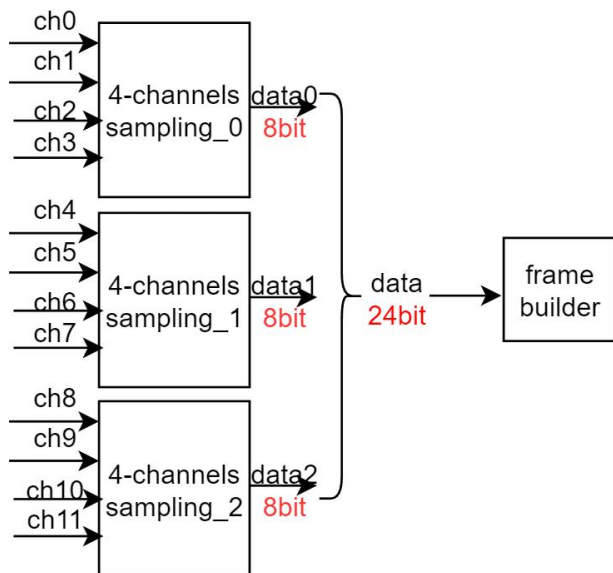 ch0
ch1
ch2
ch3
4-channels
sampling_0
data0
8bit
ch4
ch5
ch6
ch7
4-channels
sampling_1
data1
8bit
ch8
ch9
ch10
ch11
4-channels
sampling_2
data2
8bit
data
24bit
frame
builder